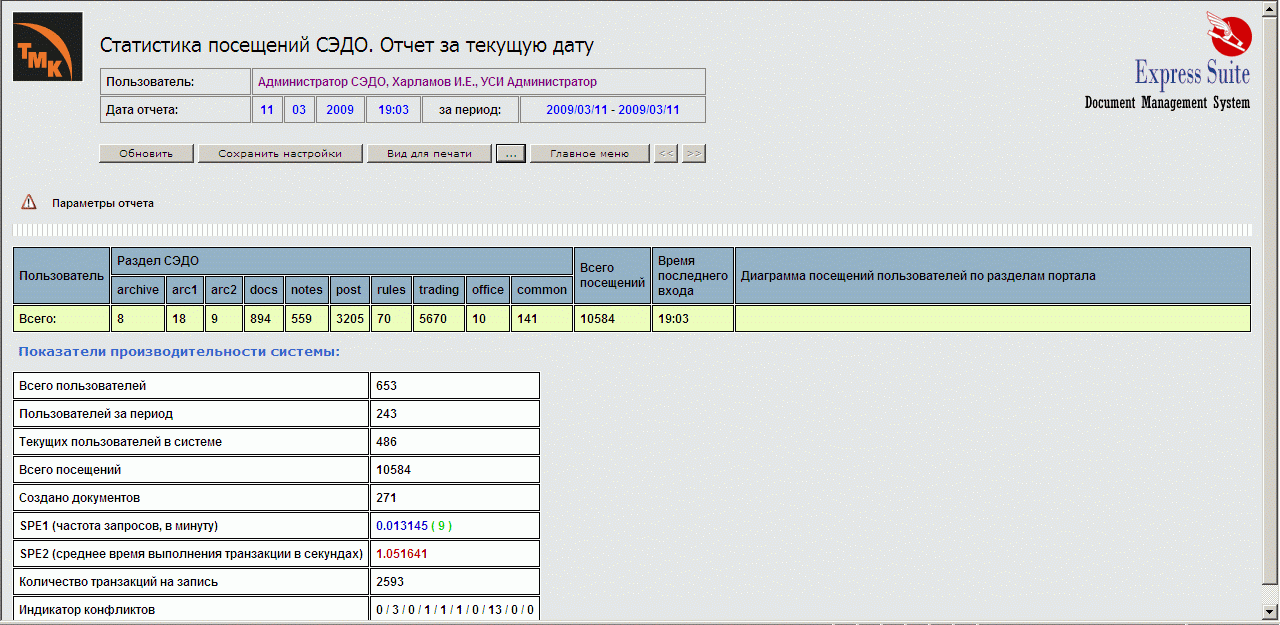 ТМК
Статистика посещений СЭДО. Отчет за текущую дату
Express Suite
Document Management System
Пользователь: Администратор СЭДО, Харламов И.Е., УСИ Администратор
Дата отчета: 11 03 2009 19:03 за период: 2009/03/11 - 2009/03/11
Обновить Сохранить настройки Вид для печати ... Главное меню << >>
Параметры отчета
Пользователь Раздел СЭДО Всего посещений Время последнего входа Диаграмма посещений пользователей по разделам портала
archive arc1 arc2 docs notes post rules trading office common
Всего: 8 18 9 894 559 3205 70 5670 10 141 10584 19:03
Показатели производительности системы:
Всего пользователей 653
Пользователей за период 243
Текущих пользователей в системе 486
Всего посещений 10584
Создано документов 271
SPE1 (частота запросов, в минуту) 0.013145 ( 9 )
SPE2 (среднее время выполнения транзакции в секундах) 1.051641
Количество транзакций на запись 2593
Индикатор конфликтов 0 / 3 / 0 / 1 / 1 / 1 / 0 / 13 / 0 / 0